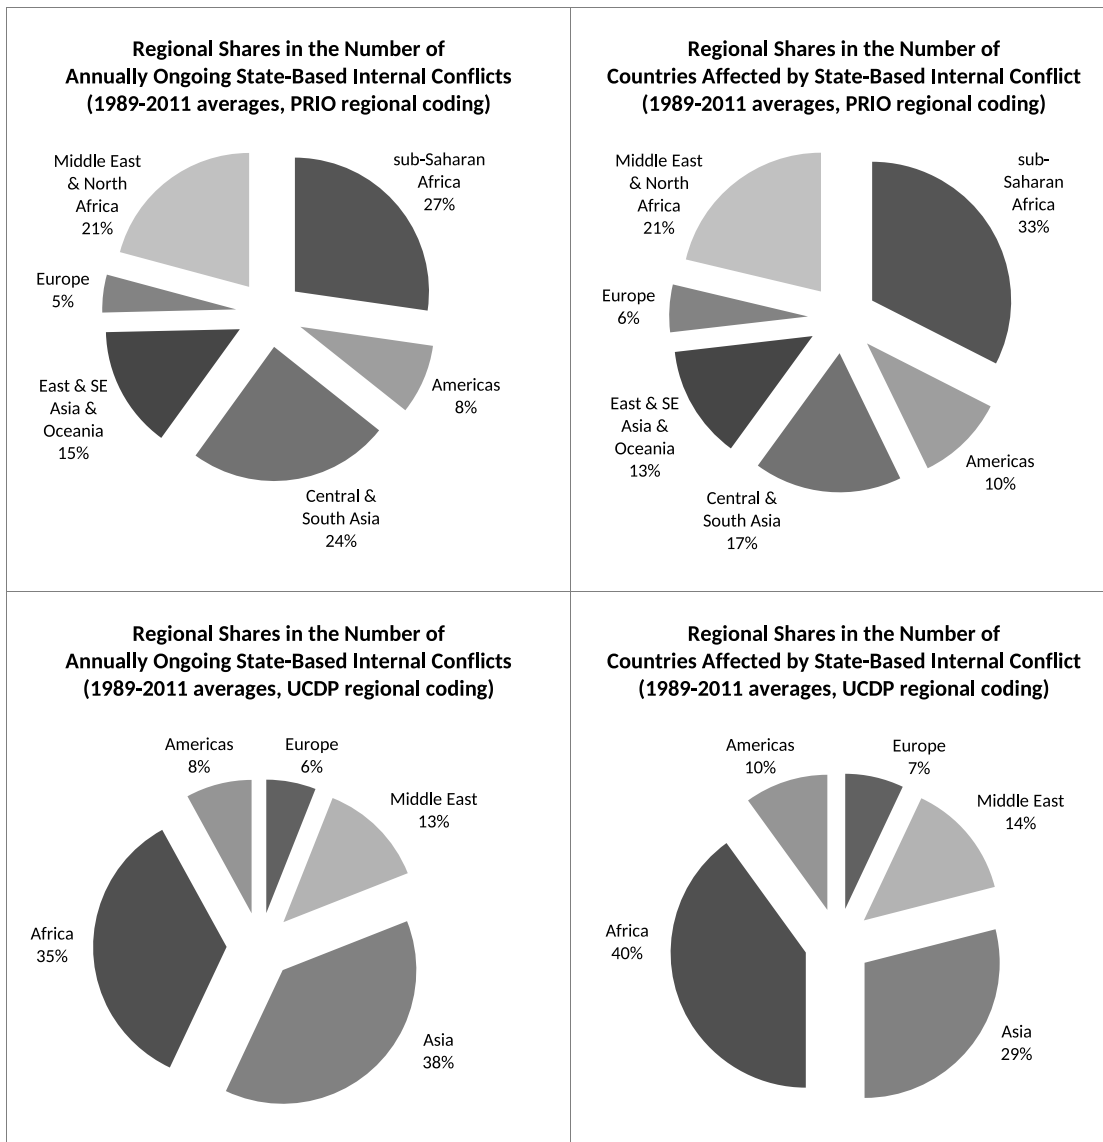 Regional Shares in the Number of
Annually Ongoing State-Based Internal Conflicts
(1989-2011 averages, PRIO regional coding)
Middle East
& North
Africa
21%
sub-Saharan
Africa
27%
Europe
5%
East & SE
Asia &
Oceania
15%
Americas
8%
Central &
South Asia
24%
Regional Shares in the Number of
Countries Affected by State-Based Internal Conflict
(1989-2011 averages, PRIO regional coding)
Middle East
& North
Africa
21%
sub-
Saharan
Africa
33%
Europe
6%
East & SE
Asia &
Oceania
13%
Americas
10%
Central &
South Asia
17%
Regional Shares in the Number of
Annually Ongoing State-Based Internal Conflicts
(1989-2011 averages, UCDP regional coding)
Americas
8%
Europe
6%
Middle East
13%
Africa
35%
Asia
38%
Regional Shares in the Number of
Countries Affected by State-Based Internal Conflict
(1989-2011 averages, UCDP regional coding)
Americas
10%
Europe
7%
Middle East
14%
Africa
40%
Asia
29%